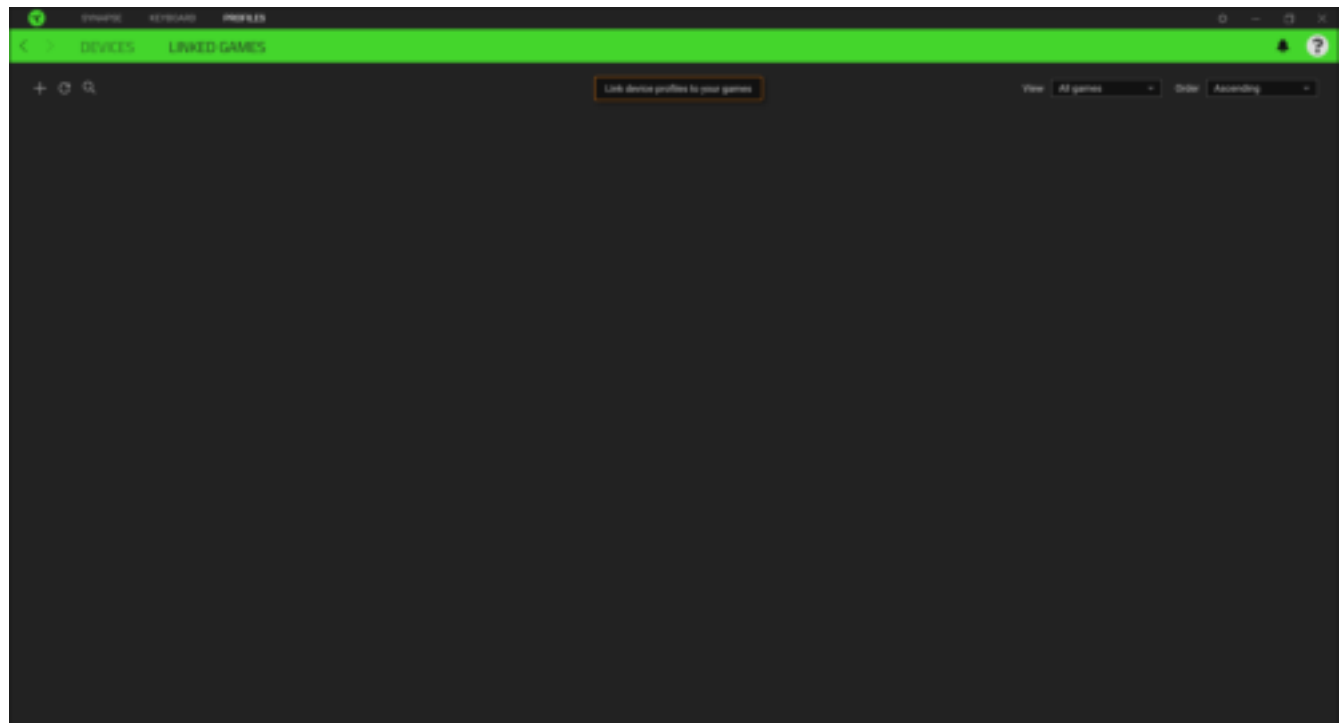 SYNAPSE KEYBOARD PROFILES
DEVICES LINKED GAMES
?
Link device profiles to your games
View All games Order Ascending